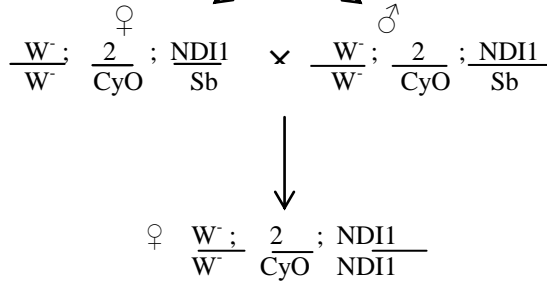 ♀ ♂
W⁻ ; 2 ; NDI1 × W⁻ ; 2 ; NDI1
W⁻ CyO Sb W⁻ CyO Sb
♀ W⁻ ; 2 ; NDI1
W⁻ CyO NDI1